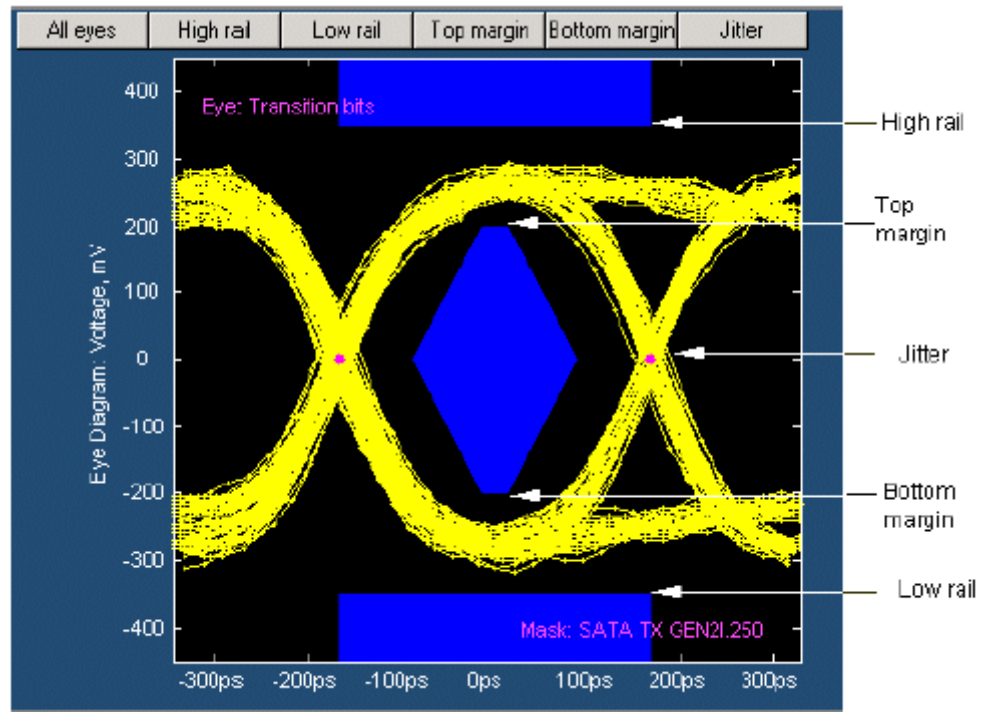 All eyes
High rail
Low rail
Top margin
Bottom margin
Jitter
Eye: Transition bits
400
300
200
100
0
-100
-200
-300
-400
Eye Diagram: Voltage, mV
Mask: SATA TX GEN2I.250
-300ps
-200ps
-100ps
0ps
100ps
200ps
300ps
High rail
Top
margin
Jitter
Bottom
margin
Low rail